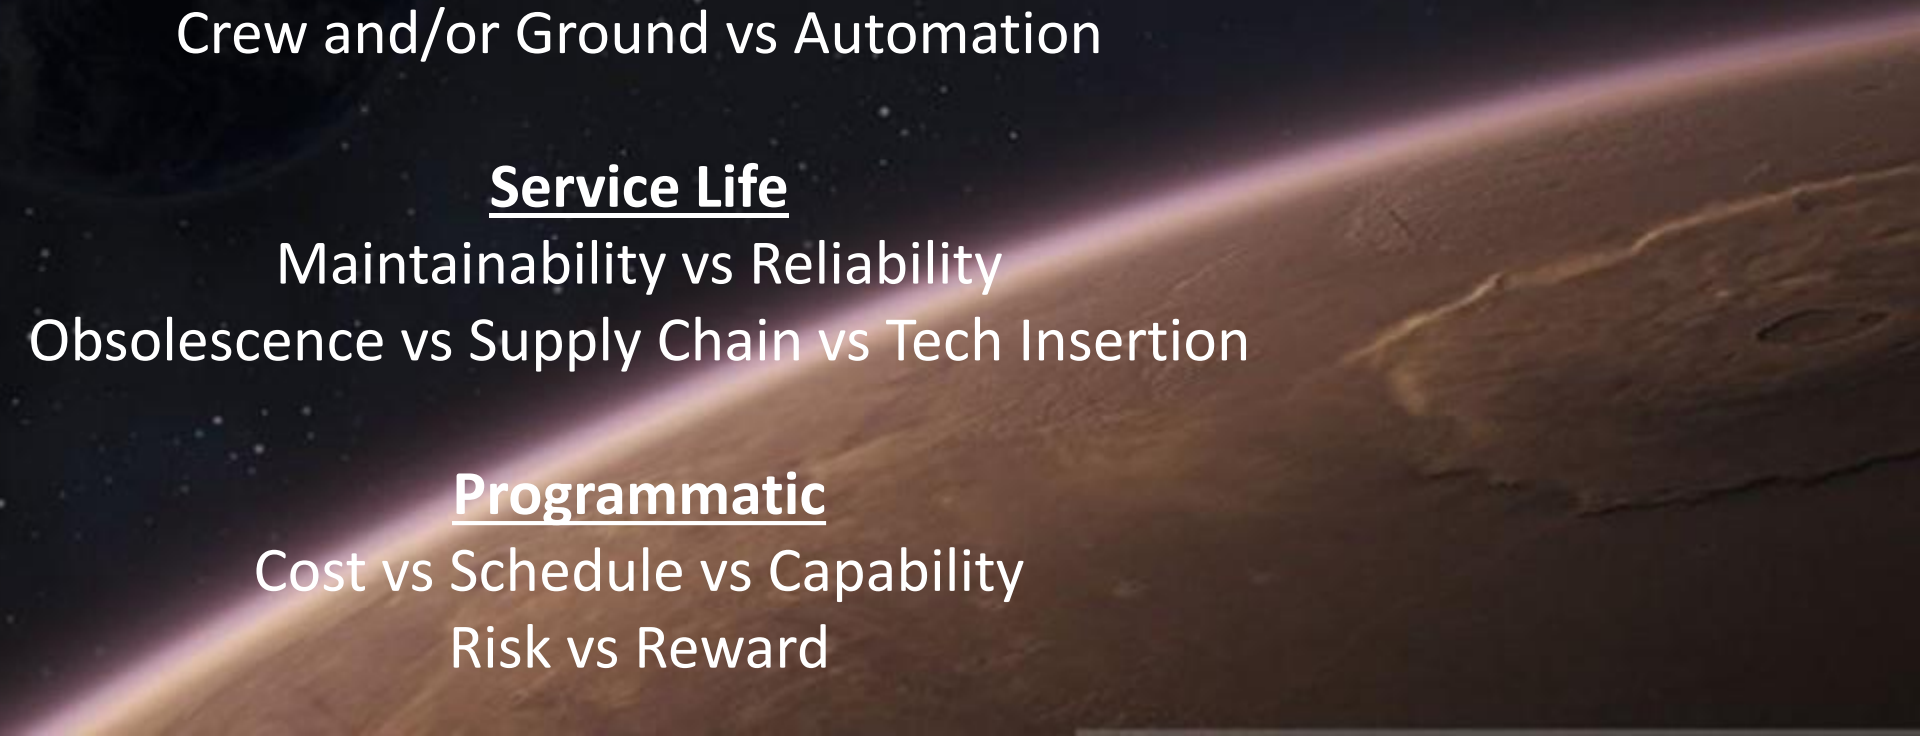 Crew and/or Ground vs Automation
Service Life
Maintainability vs Reliability
Obsolescence vs Supply Chain vs Tech Insertion
Programmatic
Cost vs Schedule vs Capability
Risk vs Reward